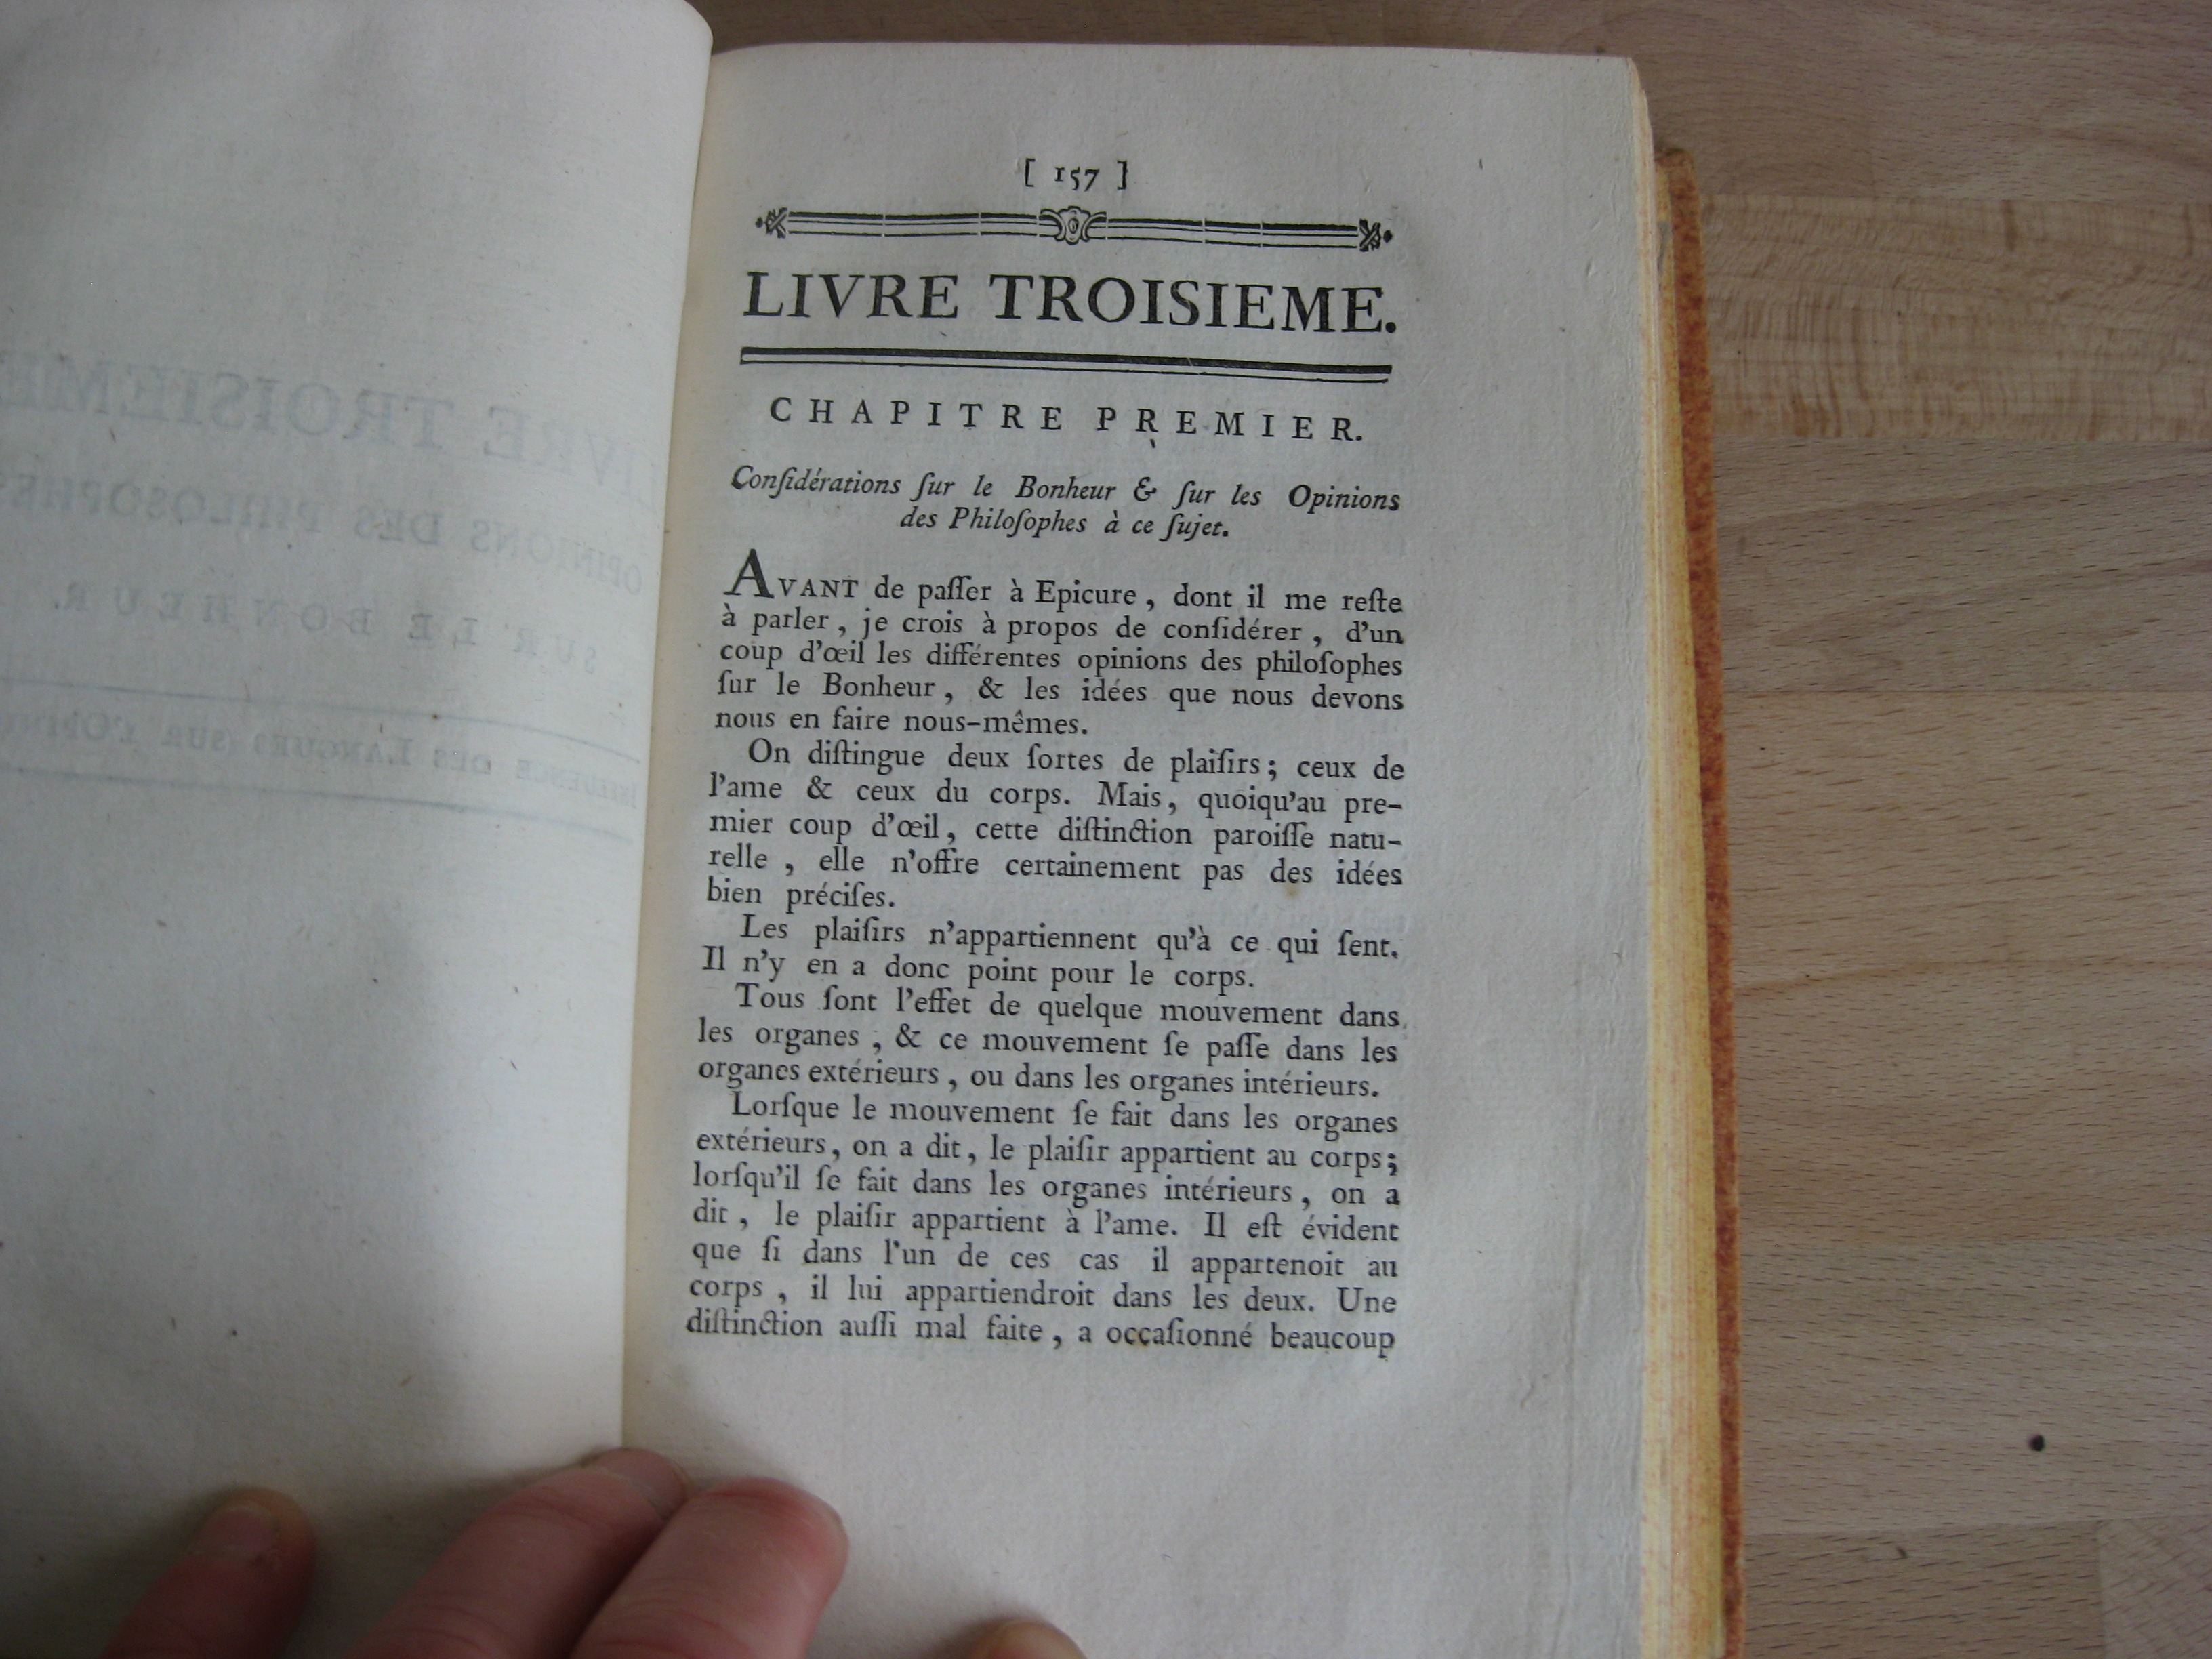 [ 157 ]
LIVRE TROISIEME.
CHAPITRE PREMIER.
Conſidérations ſur le Bonheur & ſur les Opinions
des Philoſophes à ce ſujet.
AVANT de paſſer à Epicure, dont il me reſte
à parler, je crois à propos de conſidérer, d'un
coup d'œil les différentes opinions des philoſophes
ſur le Bonheur, & les idées que nous devons
nous en faire nous-mêmes.
On diſtingue deux ſortes de plaiſirs; ceux de
l'ame & ceux du corps. Mais, quoiqu'au pre-
mier coup d'œil, cette diſtinction paroiſſe natu-
relle, elle n'offre certainement pas des idées
bien préciſes.
Les plaiſirs n'appartiennent qu'à ce qui ſent.
Il n'y en a donc point pour le corps.
Tous ſont l'effet de quelque mouvement dans
les organes, & ce mouvement ſe paſſe dans les
organes extérieurs, ou dans les organes intérieurs.
Lorſque le mouvement ſe fait dans les organes
extérieurs, on a dit, le plaiſir appartient au corps;
lorſqu'il ſe fait dans les organes intérieurs, on a
dit, le plaiſir appartient à l'ame. Il eſt évident
que ſi dans l'un de ces cas il appartenoit au
corps, il lui appartiendroit dans les deux. Une
diſtinction auſſi mal faite, a occaſionné beaucoup